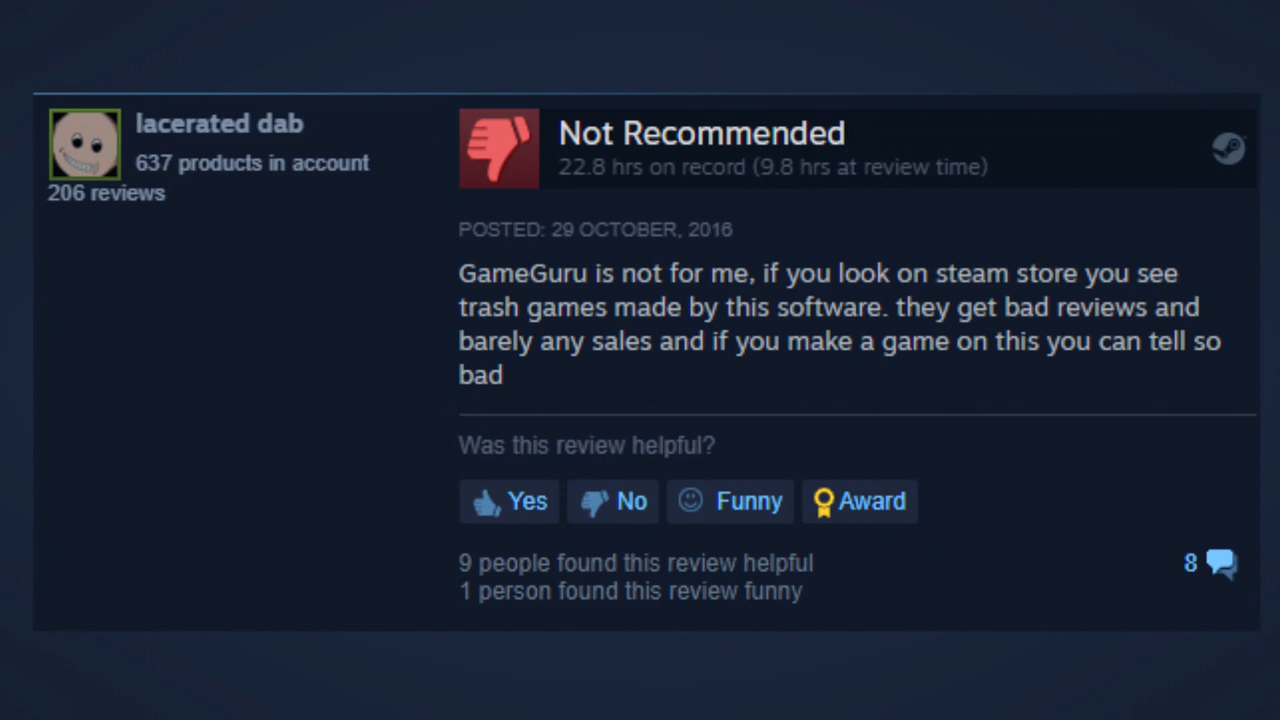 lacerated dab
637 products in account
206 reviews
Not Recommended
22.8 hrs on record (9.8 hrs at review time)
POSTED: 29 OCTOBER, 2016
GameGuru is not for me, if you look on steam store you see
trash games made by this software. they get bad reviews and
barely any sales and if you make a game on this you can tell so
bad
Was this review helpful?
Yes No Funny Award
9 people found this review helpful
8
1 person found this review funny